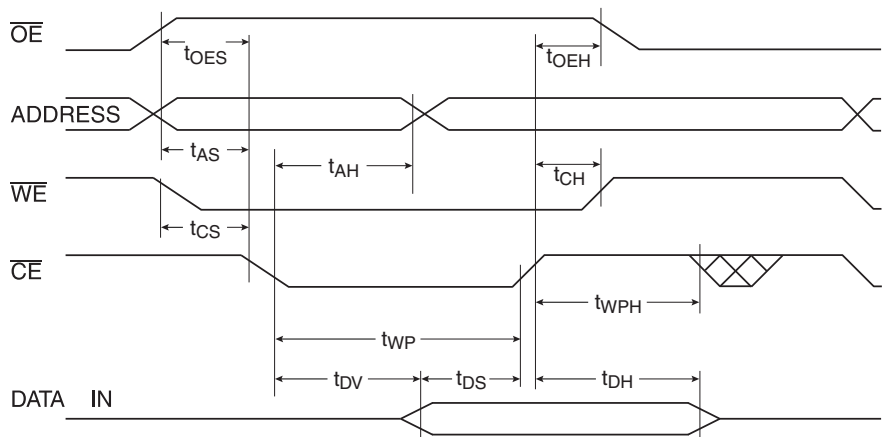 OE
tOES
tOEH
ADDRESS
tAS
tAH
tCH
WE
tCS
CE
tWPH
tWP
tDV
tDS
tDH
DATA IN